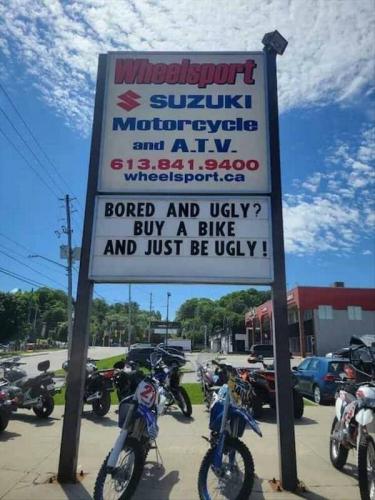 Wheelsport
SUZUKI
Motorcycle
and A.T.V.
613.841.9400
wheelsport.ca
BORED AND UGLY?
BUY A BIKE
AND JUST BE UGLY!